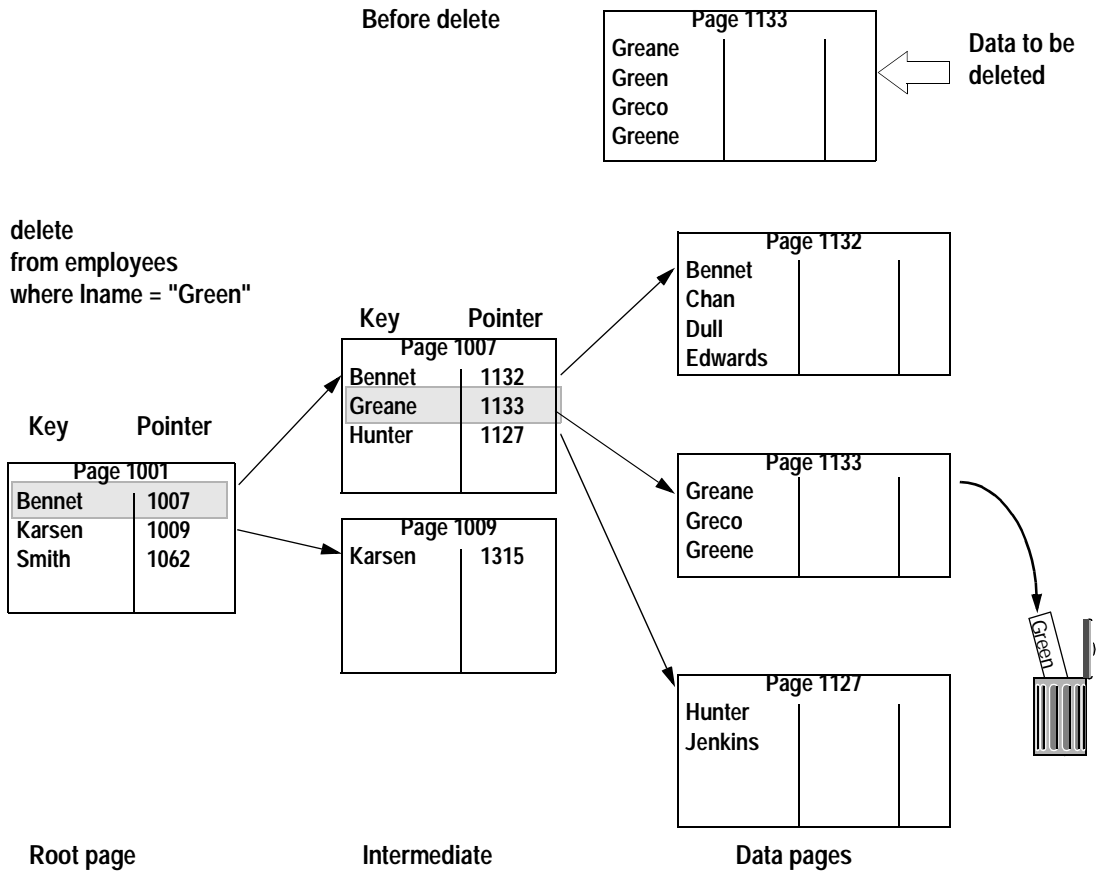 Before delete
Page 1133
Greane
Green
Greco
Greene
Data to be
deleted
delete
from employees
where lname = "Green"
Key Pointer
Page 1001
Bennet 1007
Karsen 1009
Smith 1062
Key Pointer
Page 1007
Bennet 1132
Greane 1133
Hunter 1127
Page 1009
Karsen 1315
Page 1132
Bennet
Chan
Dull
Edwards
Page 1133
Greane
Greco
Greene
Green
Page 1127
Hunter
Jenkins
Root page
Intermediate
Data pages